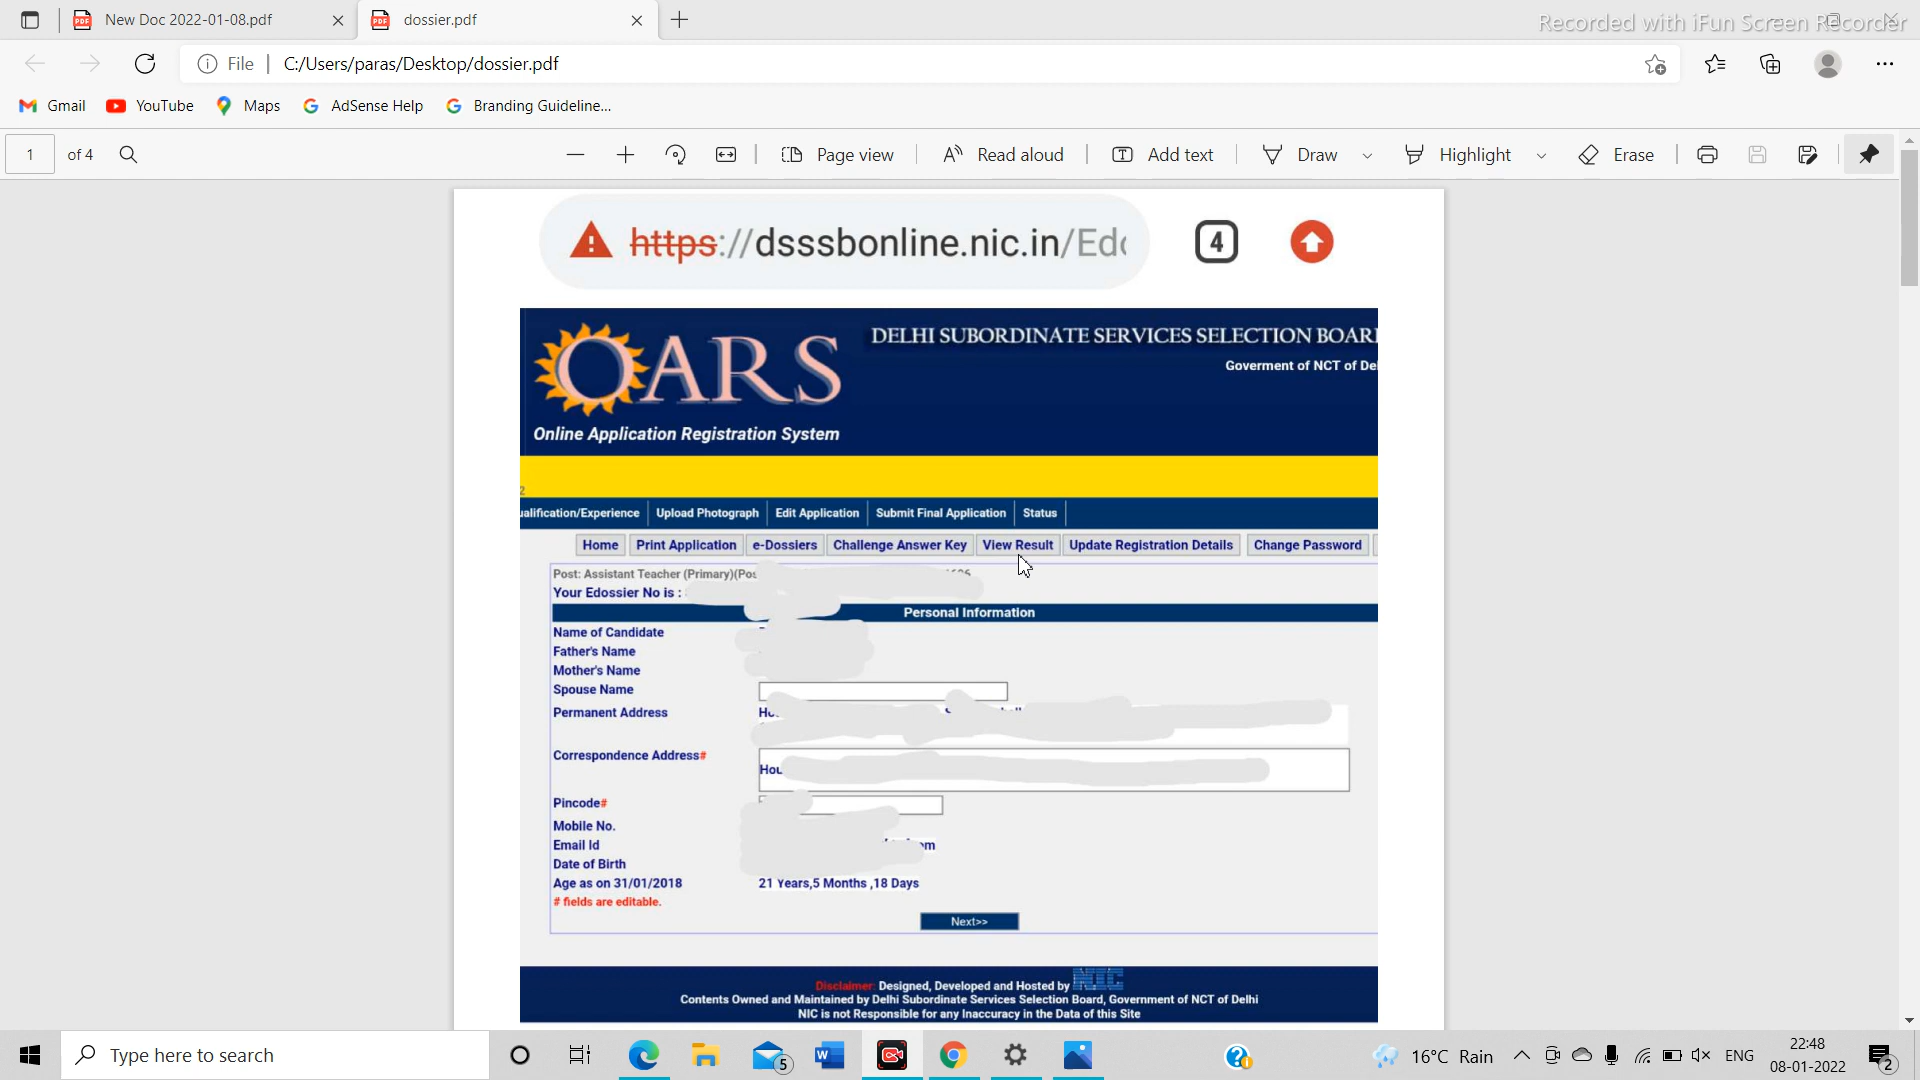 New Doc 2022-01-08.pdf
dossier.pdf
Recorded with iFun Screen Recorder
File
C:/Users/paras/Desktop/dossier.pdf
Gmail YouTube Maps AdSense Help Branding Guideline...
1 of 4
Page view Read aloud Add text Draw Highlight Erase
https://dsssbonline.nic.in/Edo
4
OARS
DELHI SUBORDINATE SERVICES SELECTION BOAR
Goverment of NCT of De
Online Application Registration System
2
ualification/Experience Upload Photograph Edit Application Submit Final Application Status
Home Print Application e-Dossiers Challenge Answer Key View Result Update Registration Details Change Password
Post: Assistant Teacher (Primary)(Pos
Your Edossier No is :
Personal Information
Name of Candidate
Father's Name
Mother's Name
Spouse Name
Permanent Address
Correspondence Address#
Hou
Pincode#
Mobile No.
Email Id
Date of Birth
Age as on 31/01/2018 21 Years,5 Months ,18 Days
# fields are editable.
Next>>
Disclaimer: Designed, Developed and Hosted by NIC
Contents Owned and Maintained by Delhi Subordinate Services Selection Board, Government of NCT of Delhi
NIC is not Responsible for any Inaccuracy in the Data of this Site
Type here to search
5
16°C Rain
ENG
22:48
08-01-2022
2